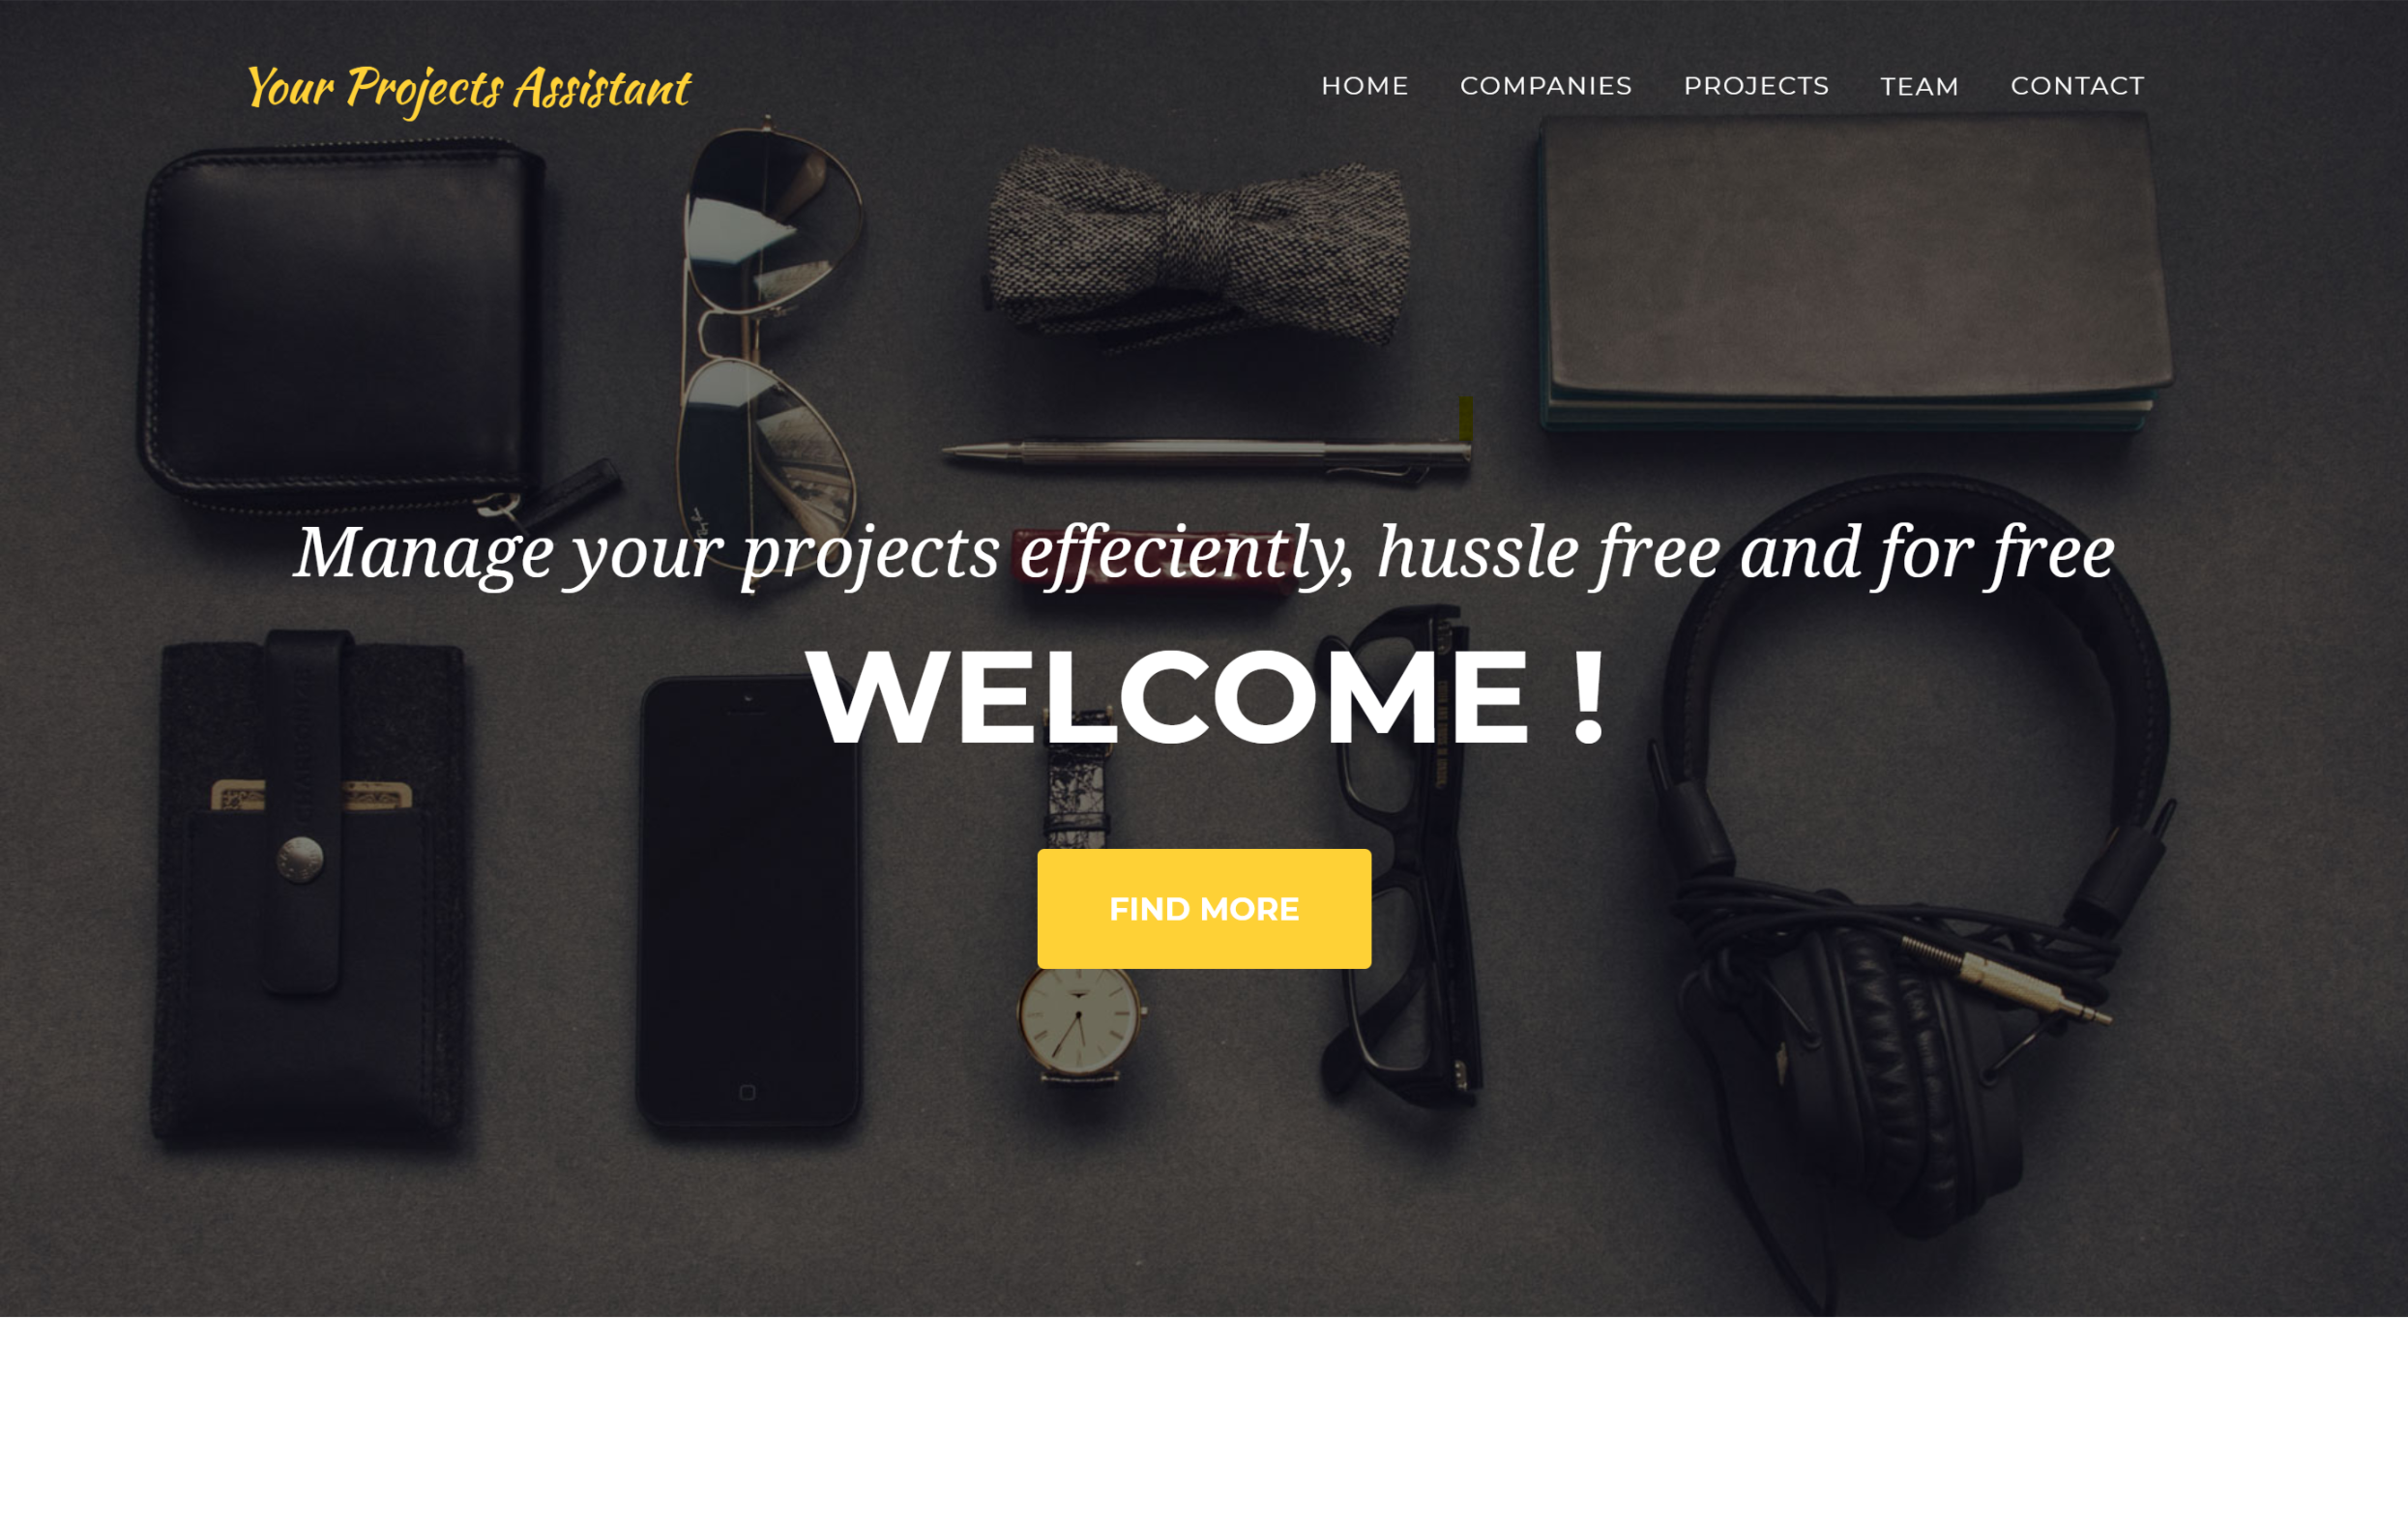 Your Projects Assistant
HOME COMPANIES PROJECTS TEAM CONTACT
Manage your projects effeciently, hussle free and for free
WELCOME !
FIND MORE